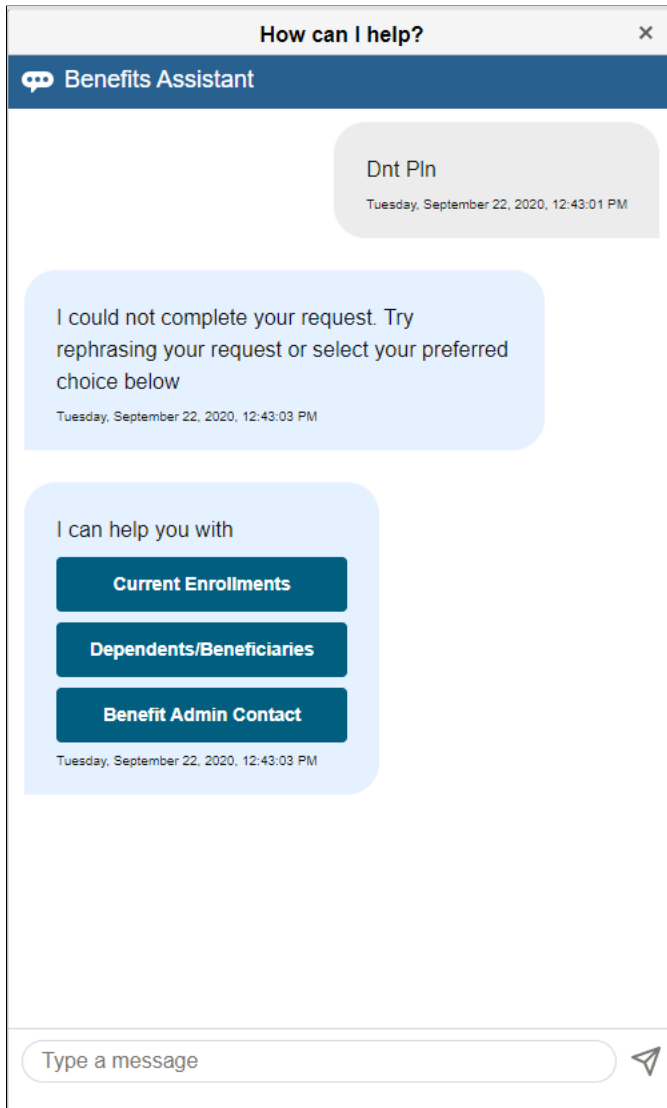 How can I help?
×
Benefits Assistant
Dnt Pln
Tuesday, September 22, 2020, 12:43:01 PM
I could not complete your request. Try
rephrasing your request or select your preferred
choice below
Tuesday, September 22, 2020, 12:43:03 PM
I can help you with
Current Enrollments
Dependents/Beneficiaries
Benefit Admin Contact
Tuesday, September 22, 2020, 12:43:03 PM
Type a message